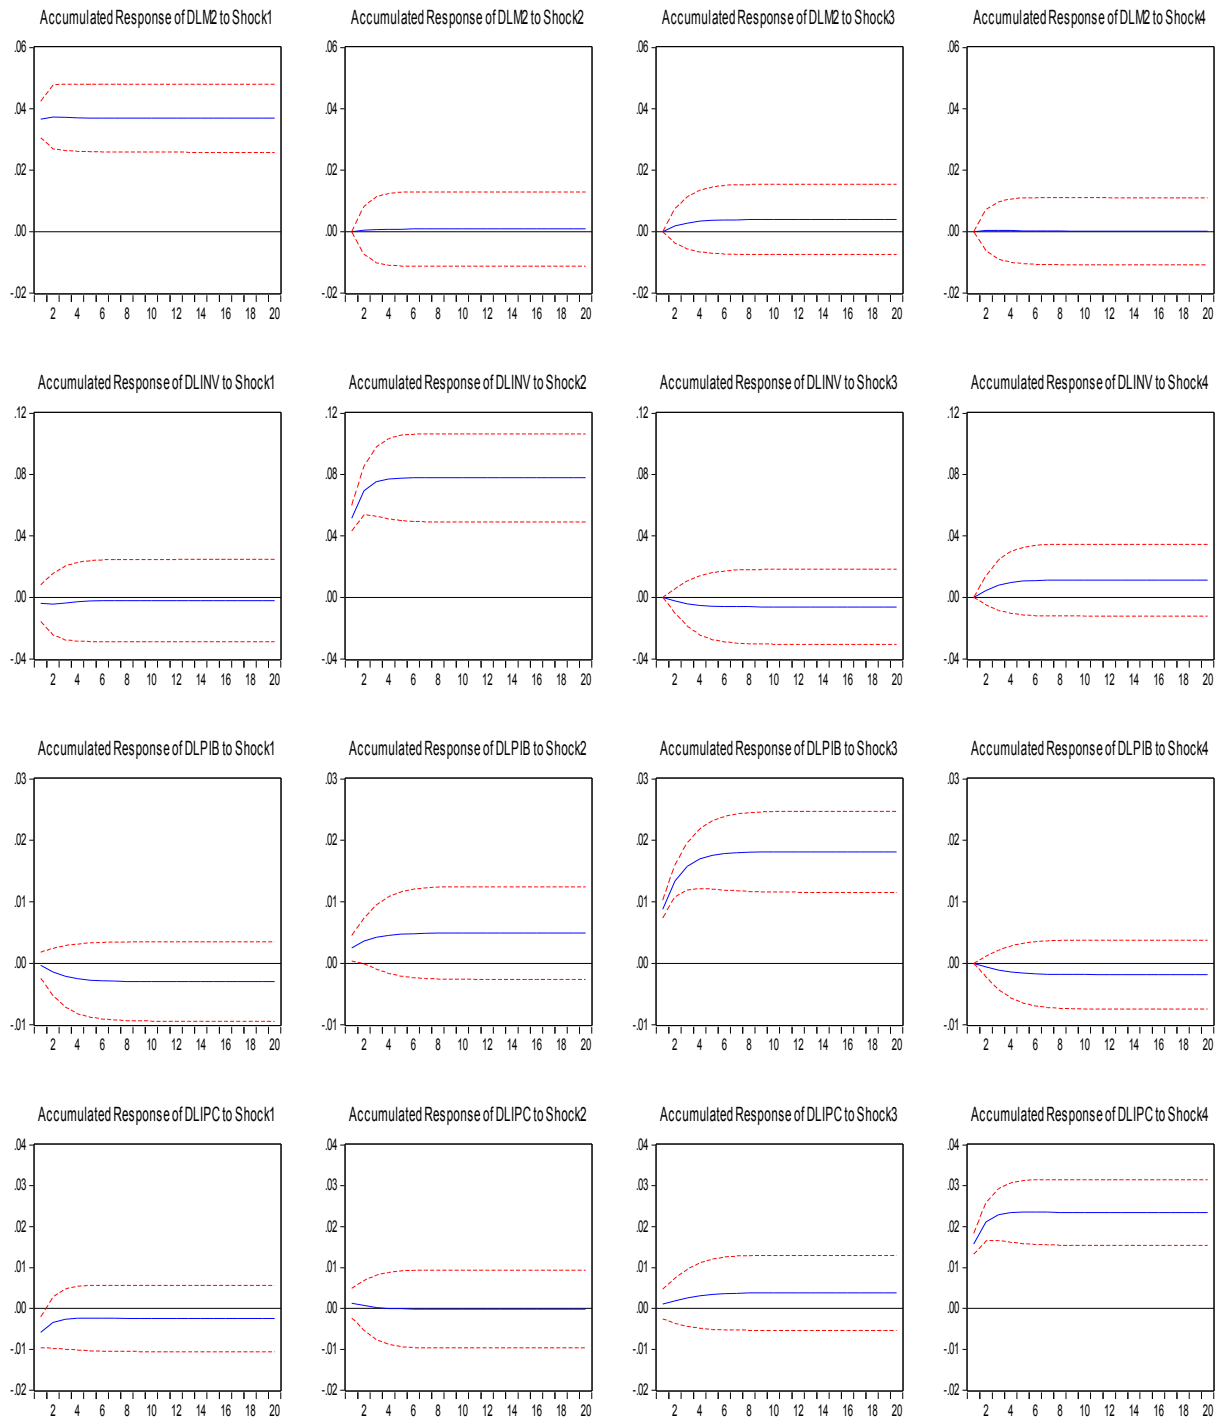 Accumulated Response of DLM2 to Shock1 Accumulated Response of DLM2 to Shock2 Accumulated Response of DLM2 to Shock3 Accumulated Response of DLM2 to Shock4
.06 .06 .06 .06
.04 .04 .04 .04
.02 .02 .02 .02
.00 .00 .00 .00
-.02 -.02 -.02 -.02
2 4 6 8 10 12 14 16 18 20 2 4 6 8 10 12 14 16 18 20 2 4 6 8 10 12 14 16 18 20 2 4 6 8 10 12 14 16 18 20
Accumulated Response of DLINV to Shock1 Accumulated Response of DLINV to Shock2 Accumulated Response of DLINV to Shock3 Accumulated Response of DLINV to Shock4
.12 .12 .12 .12
.08 .08 .08 .08
.04 .04 .04 .04
.00 .00 .00 .00
-.04 -.04 -.04 -.04
2 4 6 8 10 12 14 16 18 20 2 4 6 8 10 12 14 16 18 20 2 4 6 8 10 12 14 16 18 20 2 4 6 8 10 12 14 16 18 20
Accumulated Response of DLPIB to Shock1 Accumulated Response of DLPIB to Shock2 Accumulated Response of DLPIB to Shock3 Accumulated Response of DLPIB to Shock4
.03 .03 .03 .03
.02 .02 .02 .02
.01 .01 .01 .01
.00 .00 .00 .00
-.01 -.01 -.01 -.01
2 4 6 8 10 12 14 16 18 20 2 4 6 8 10 12 14 16 18 20 2 4 6 8 10 12 14 16 18 20 2 4 6 8 10 12 14 16 18 20
Accumulated Response of DLIPC to Shock1 Accumulated Response of DLIPC to Shock2 Accumulated Response of DLIPC to Shock3 Accumulated Response of DLIPC to Shock4
.04 .04 .04 .04
.03 .03 .03 .03
.02 .02 .02 .02
.01 .01 .01 .01
.00 .00 .00 .00
-.01 -.01 -.01 -.01
-.02 -.02 -.02 -.02
2 4 6 8 10 12 14 16 18 20 2 4 6 8 10 12 14 16 18 20 2 4 6 8 10 12 14 16 18 20 2 4 6 8 10 12 14 16 18 20